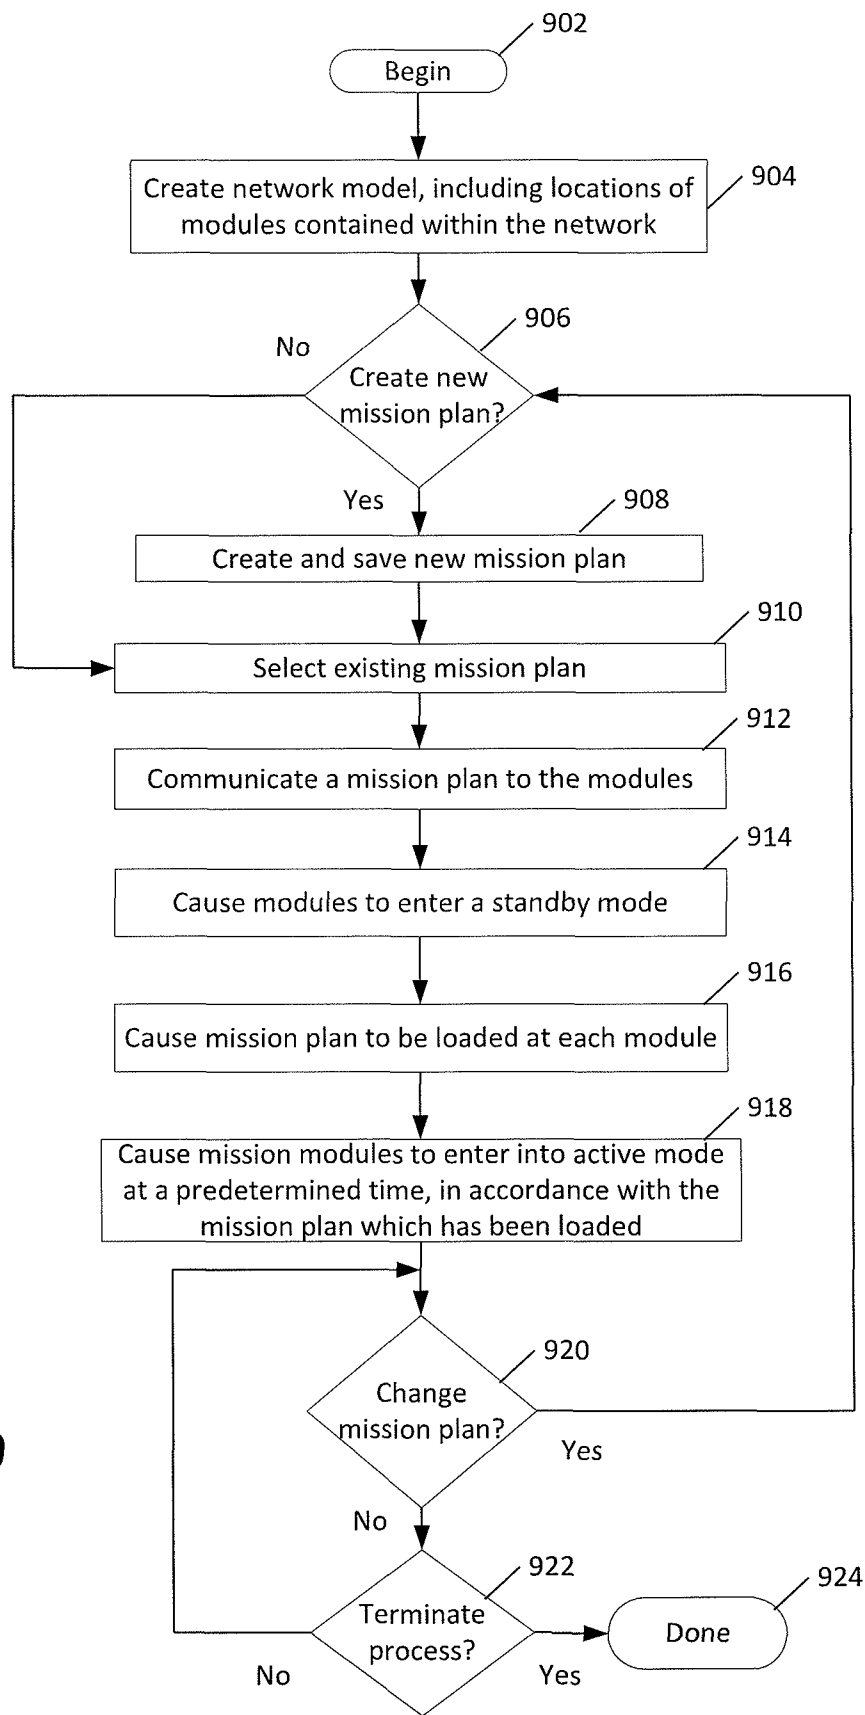 902
Begin
904
Create network model, including locations of
modules contained within the network
906
No
Create new
mission plan?
Yes
908
Create and save new mission plan
910
Select existing mission plan
912
Communicate a mission plan to the modules
914
Cause modules to enter a standby mode
916
Cause mission plan to be loaded at each module
918
Cause mission modules to enter into active mode
at a predetermined time, in accordance with the
mission plan which has been loaded
920
Change
mission plan?
Yes
No
922
924
Terminate
process?
Done
No
Yes